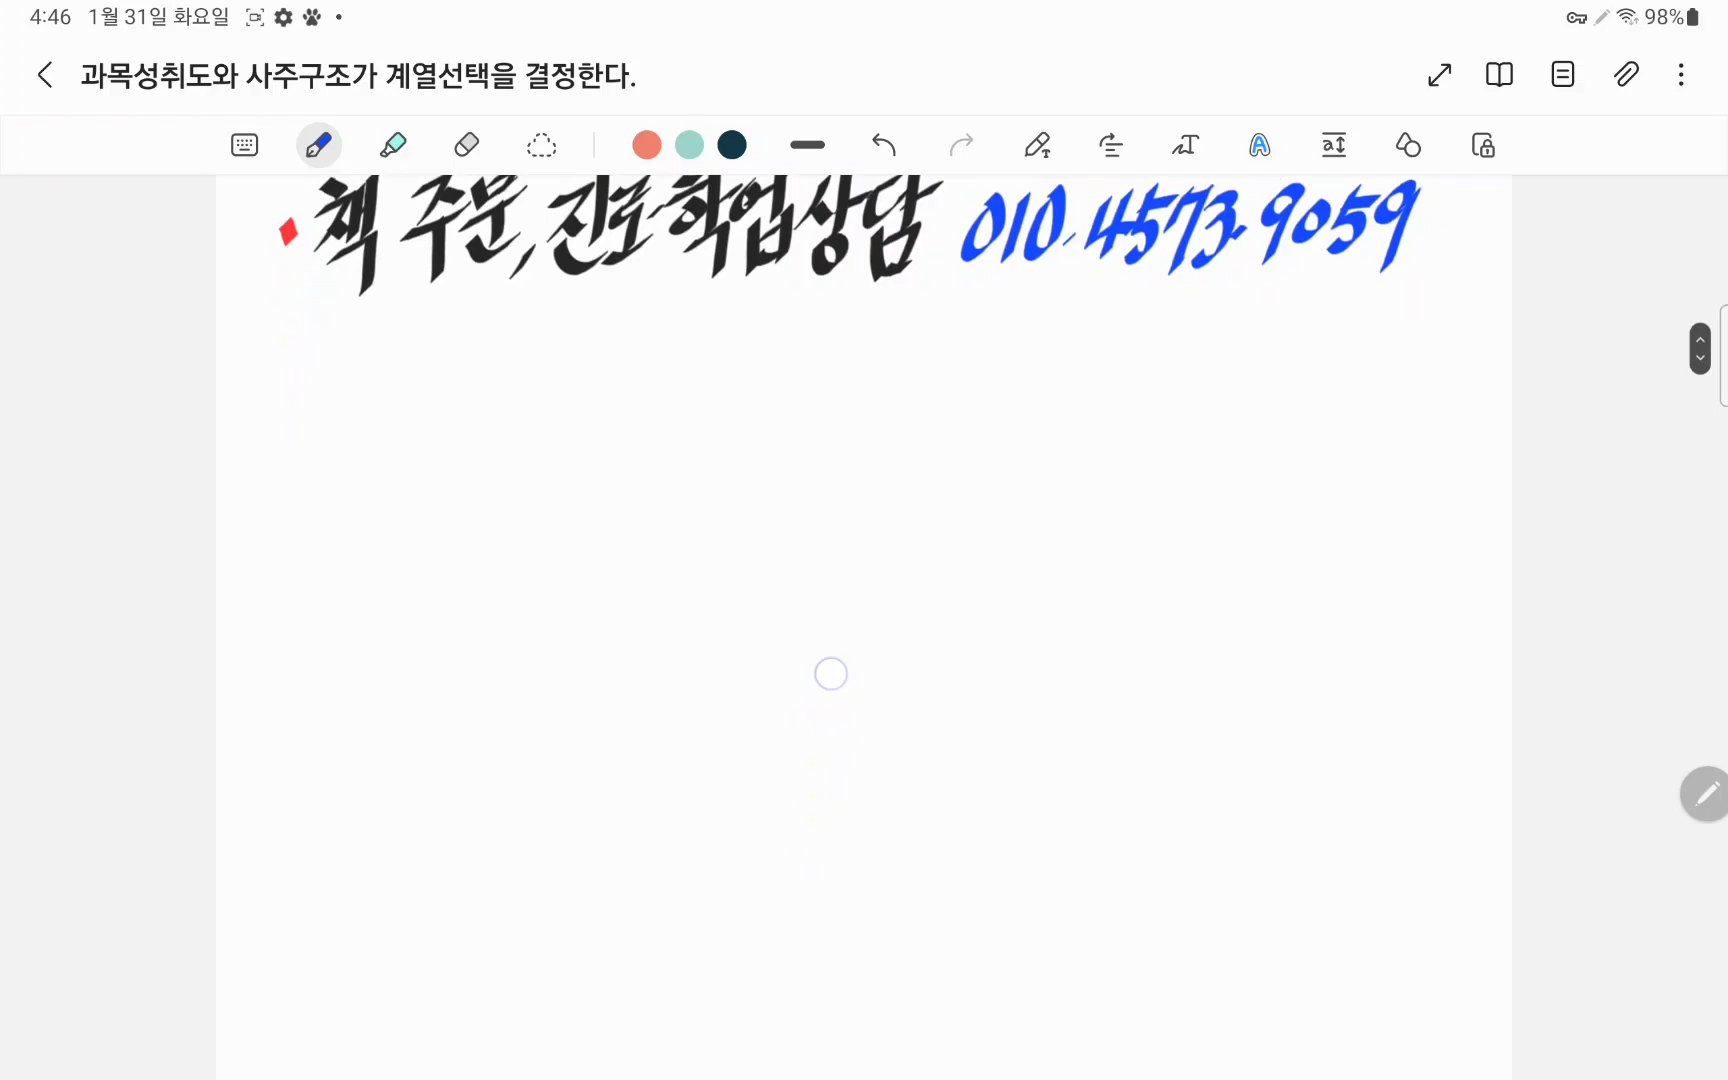 4:46 1월 31일 화요일 98%
과목성취도와 사주구조가 계열선택을 결정한다.
책 주문, 진로·학업상담 010.4573.9059